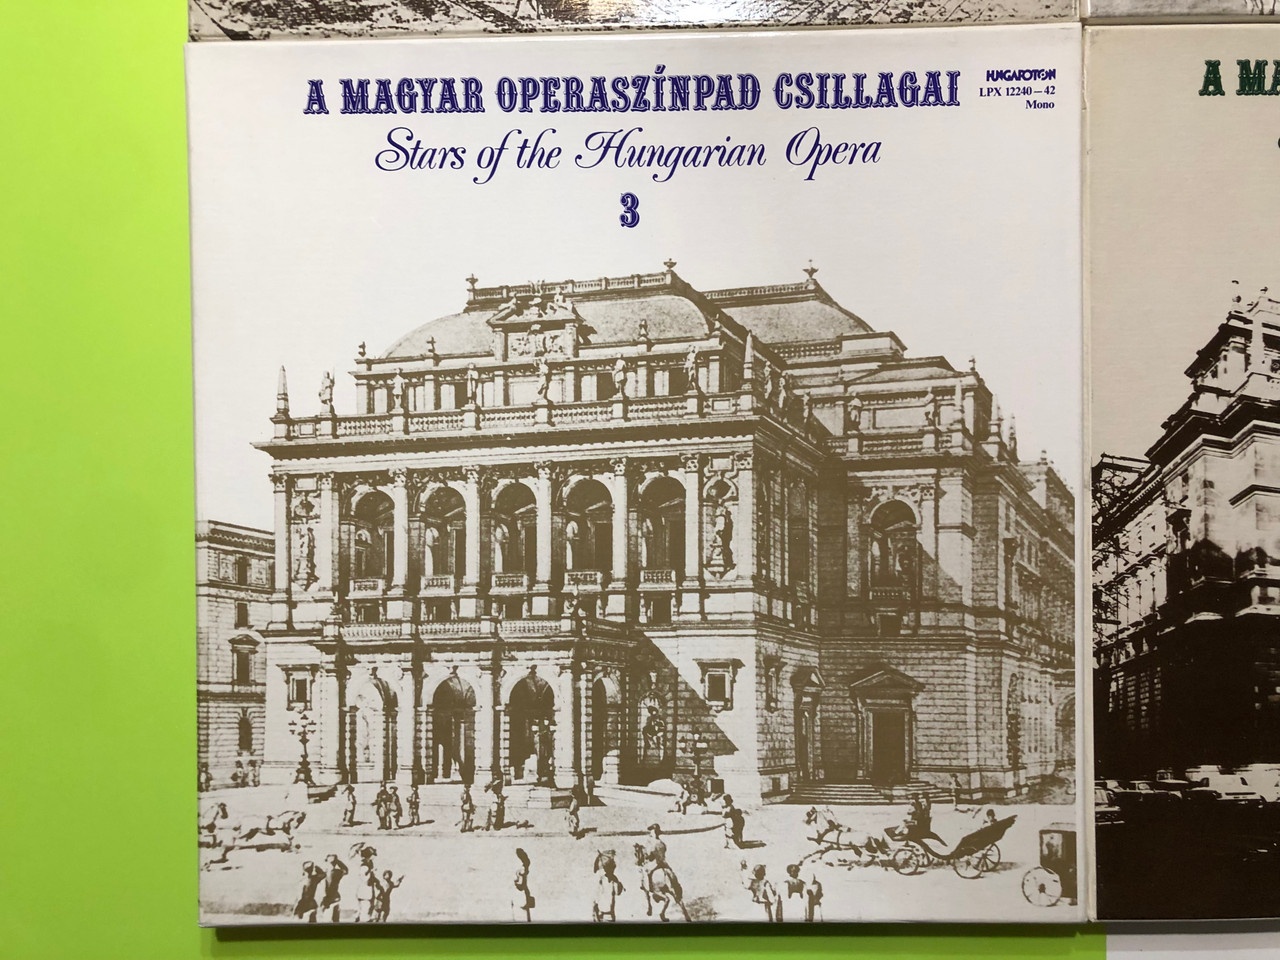 A MAGYAR OPERASZÍNPAD CSILLAGAI
HUNGAROTON
LPX 12240–42
Mono
Stars of the Hungarian Opera
3
A MA